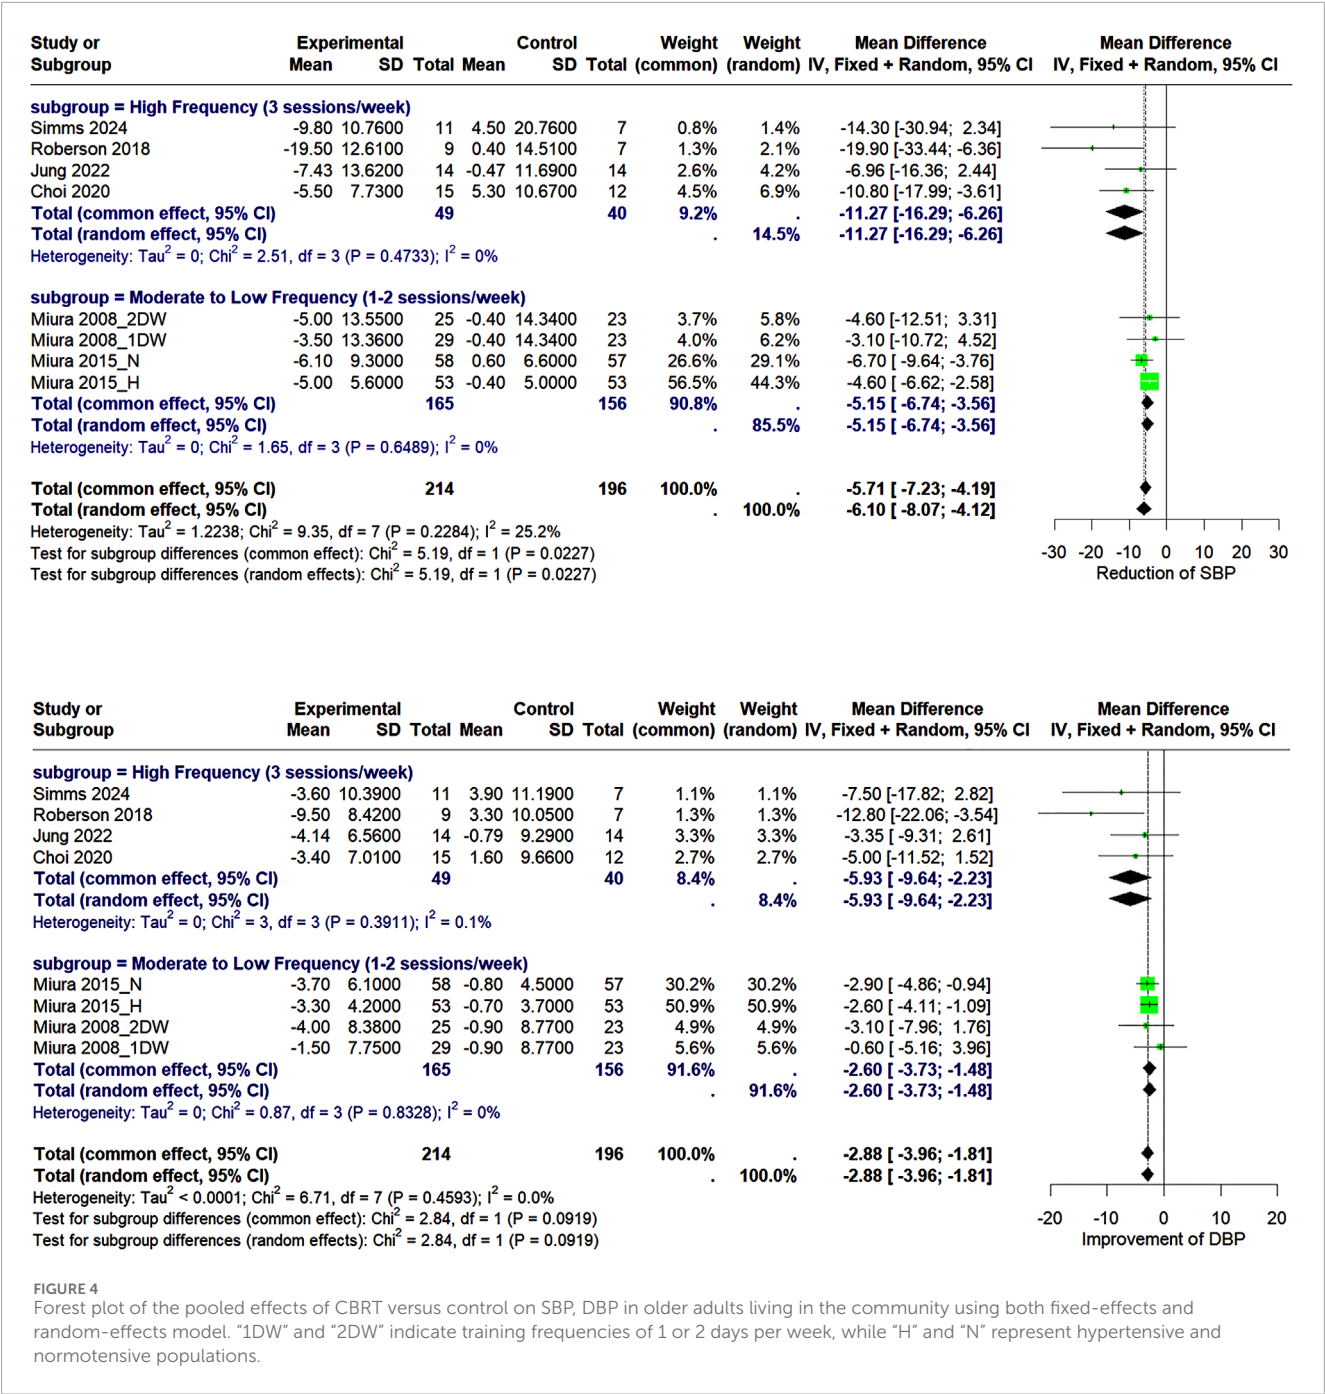 Study or Experimental Control Weight Weight Mean Difference Mean Difference
Subgroup Mean SD Total Mean SD Total (common) (random) IV, Fixed + Random, 95% CI IV, Fixed + Random, 95% CI
subgroup = High Frequency (3 sessions/week)
Simms 2024 -9.80 10.7600 11 4.50 20.7600 7 0.8% 1.4% -14.30 [-30.94; 2.34]
Roberson 2018 -19.50 12.6100 9 0.40 14.5100 7 1.3% 2.1% -19.90 [-33.44; -6.36]
Jung 2022 -7.43 13.6200 14 -0.47 11.6900 14 2.6% 4.2% -6.96 [-16.36; 2.44]
Choi 2020 -5.50 7.7300 15 5.30 10.6700 12 4.5% 6.9% -10.80 [-17.99; -3.61]
Total (common effect, 95% CI) 49 40 9.2% . -11.27 [-16.29; -6.26]
Total (random effect, 95% CI) . 14.5% -11.27 [-16.29; -6.26]
Heterogeneity: Tau² = 0; Chi² = 2.51, df = 3 (P = 0.4733); I² = 0%
subgroup = Moderate to Low Frequency (1-2 sessions/week)
Miura 2008_2DW -5.00 13.5500 25 -0.40 14.3400 23 3.7% 5.8% -4.60 [-12.51; 3.31]
Miura 2008_1DW -3.50 13.3600 29 -0.40 14.3400 23 4.0% 6.2% -3.10 [-10.72; 4.52]
Miura 2015_N -6.10 9.3000 58 0.60 6.6000 57 26.6% 29.1% -6.70 [ -9.64; -3.76]
Miura 2015_H -5.00 5.6000 53 -0.40 5.0000 53 56.5% 44.3% -4.60 [ -6.62; -2.58]
Total (common effect, 95% CI) 165 156 90.8% . -5.15 [ -6.74; -3.56]
Total (random effect, 95% CI) . 85.5% -5.15 [ -6.74; -3.56]
Heterogeneity: Tau² = 0; Chi² = 1.65, df = 3 (P = 0.6489); I² = 0%
Total (common effect, 95% CI) 214 196 100.0% . -5.71 [ -7.23; -4.19]
Total (random effect, 95% CI) . 100.0% -6.10 [ -8.07; -4.12]
Heterogeneity: Tau² = 1.2238; Chi² = 9.35, df = 7 (P = 0.2284); I² = 25.2%
Test for subgroup differences (common effect): Chi² = 5.19, df = 1 (P = 0.0227)
Test for subgroup differences (random effects): Chi² = 5.19, df = 1 (P = 0.0227)
-30 -20 -10 0 10 20 30
Reduction of SBP
Study or Experimental Control Weight Weight Mean Difference Mean Difference
Subgroup Mean SD Total Mean SD Total (common) (random) IV, Fixed + Random, 95% CI IV, Fixed + Random, 95% CI
subgroup = High Frequency (3 sessions/week)
Simms 2024 -3.60 10.3900 11 3.90 11.1900 7 1.1% 1.1% -7.50 [-17.82; 2.82]
Roberson 2018 -9.50 8.4200 9 3.30 10.0500 7 1.3% 1.3% -12.80 [-22.06; -3.54]
Jung 2022 -4.14 6.5600 14 -0.79 9.2900 14 3.3% 3.3% -3.35 [ -9.31; 2.61]
Choi 2020 -3.40 7.0100 15 1.60 9.6600 12 2.7% 2.7% -5.00 [-11.52; 1.52]
Total (common effect, 95% CI) 49 40 8.4% . -5.93 [ -9.64; -2.23]
Total (random effect, 95% CI) . 8.4% -5.93 [ -9.64; -2.23]
Heterogeneity: Tau² = 0; Chi² = 3, df = 3 (P = 0.3911); I² = 0.1%
subgroup = Moderate to Low Frequency (1-2 sessions/week)
Miura 2015_N -3.70 6.1000 58 -0.80 4.5000 57 30.2% 30.2% -2.90 [ -4.86; -0.94]
Miura 2015_H -3.30 4.2000 53 -0.70 3.7000 53 50.9% 50.9% -2.60 [ -4.11; -1.09]
Miura 2008_2DW -4.00 8.3800 25 -0.90 8.7700 23 4.9% 4.9% -3.10 [ -7.96; 1.76]
Miura 2008_1DW -1.50 7.7500 29 -0.90 8.7700 23 5.6% 5.6% -0.60 [ -5.16; 3.96]
Total (common effect, 95% CI) 165 156 91.6% . -2.60 [ -3.73; -1.48]
Total (random effect, 95% CI) . 91.6% -2.60 [ -3.73; -1.48]
Heterogeneity: Tau² = 0; Chi² = 0.87, df = 3 (P = 0.8328); I² = 0%
Total (common effect, 95% CI) 214 196 100.0% . -2.88 [ -3.96; -1.81]
Total (random effect, 95% CI) . 100.0% -2.88 [ -3.96; -1.81]
Heterogeneity: Tau² < 0.0001; Chi² = 6.71, df = 7 (P = 0.4593); I² = 0.0%
Test for subgroup differences (common effect): Chi² = 2.84, df = 1 (P = 0.0919)
Test for subgroup differences (random effects): Chi² = 2.84, df = 1 (P = 0.0919)
-20 -10 0 10 20
Improvement of DBP
FIGURE 4
Forest plot of the pooled effects of CBRT versus control on SBP, DBP in older adults living in the community using both fixed-effects and
random-effects model. “1DW” and “2DW” indicate training frequencies of 1 or 2 days per week, while “H” and “N” represent hypertensive and
normotensive populations.